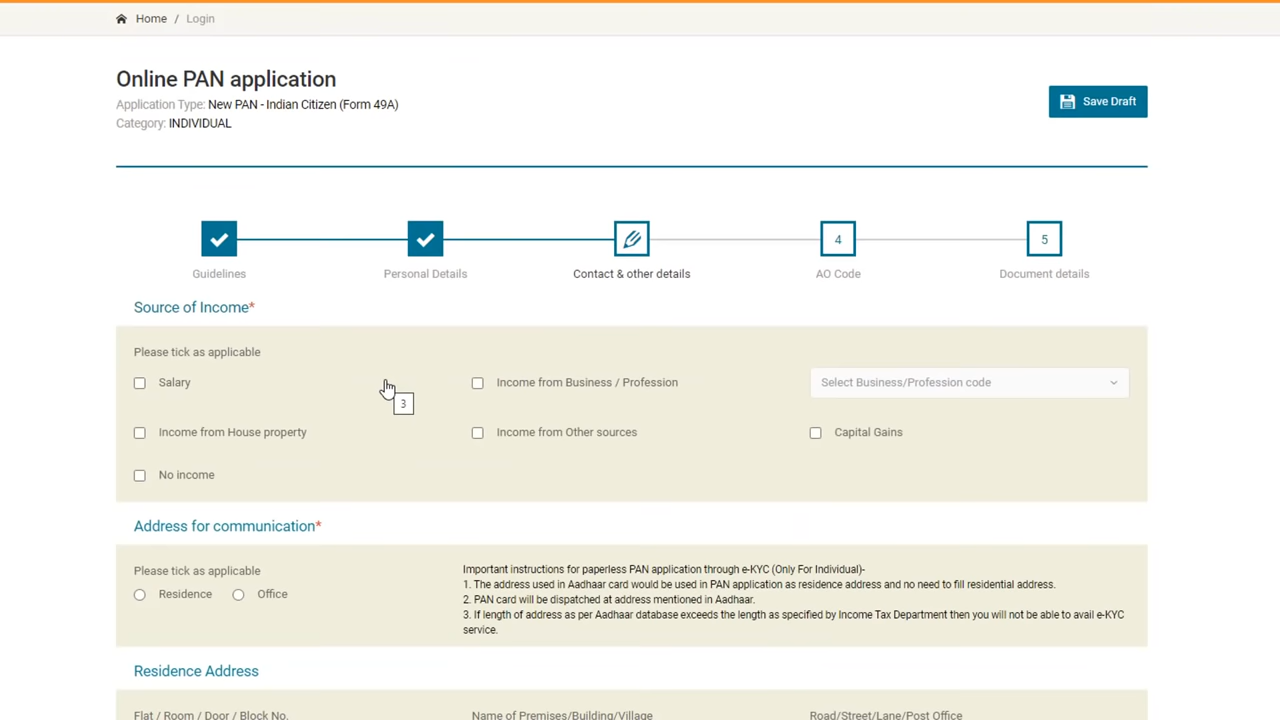 Home / Login
Online PAN application
Application Type: New PAN - Indian Citizen (Form 49A)
Category: INDIVIDUAL
Save Draft
4
5
Guidelines
Personal Details
Contact & other details
AO Code
Document details
Source of Income*
Please tick as applicable
Salary
Income from Business / Profession
Select Business/Profession code
3
Income from House property
Income from Other sources
Capital Gains
No income
Address for communication*
Please tick as applicable
Residence
Office
Important instructions for paperless PAN application through e-KYC (Only For Individual)-
1. The address used in Aadhaar card would be used in PAN application as residence address and no need to fill residential address.
2. PAN card will be dispatched at address mentioned in Aadhaar.
3. If length of address as per Aadhaar database exceeds the length as specified by Income Tax Department then you will not be able to avail e-KYC
service.
Residence Address
Flat / Room / Door / Block No.
Name of Premises/Building/Village
Road/Street/Lane/Post Office